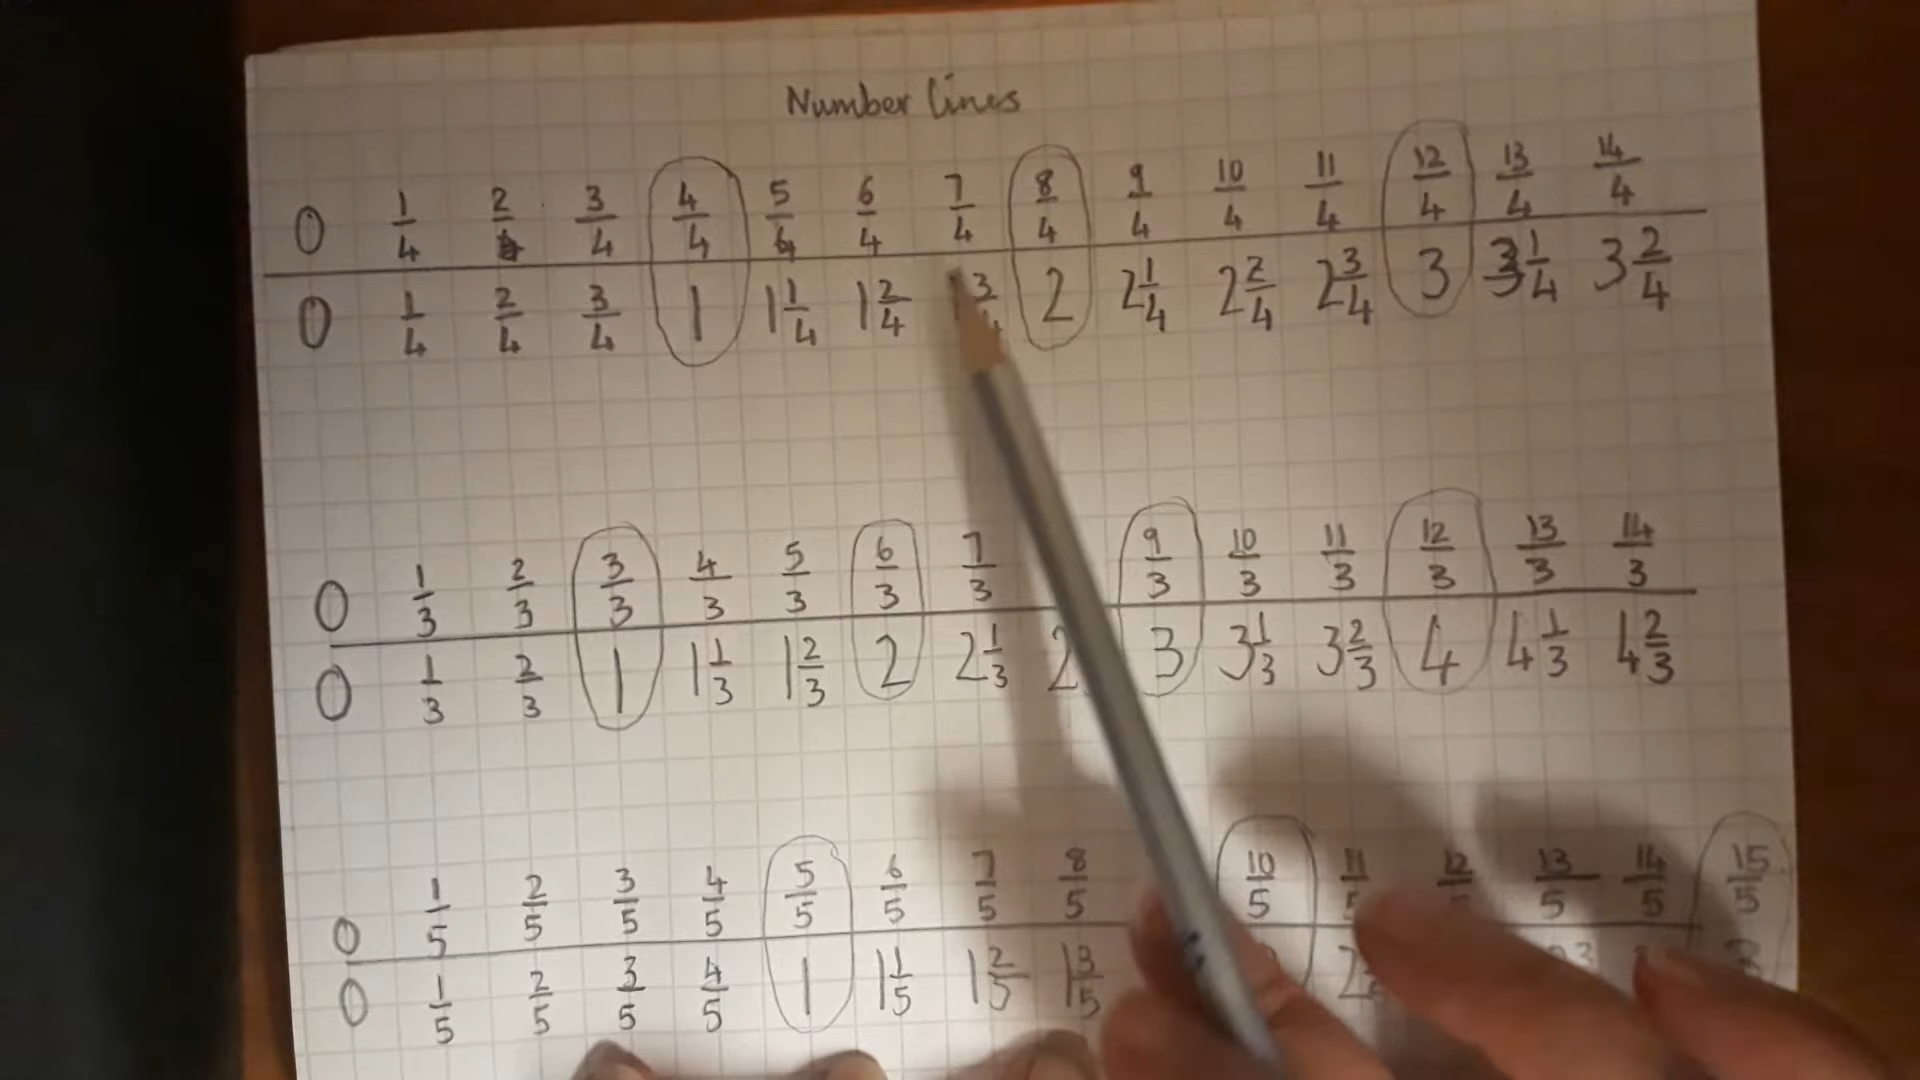 Number lines
0 1/4 2/4 3/4 4/4 5/4 6/4 7/4 8/4 9/4 10/4 11/4 12/4 13/4 14/4
0 1/4 2/4 3/4 1 1 1/4 1 2/4 3 2 2 1/4 2 2/4 2 3/4 3 3 1/4 3 2/4
0 1/3 2/3 3/3 4/3 5/3 6/3 7/3 9/3 10/3 11/3 12/3 13/3 14/3
0 1/3 2/3 1 1 1/3 1 2/3 2 2 1/3 2 3 3 1/3 3 2/3 4 4 1/3 4 2/3
0 1/5 2/5 3/5 4/5 5/5 6/5 7/5 8/5 10/5 11/5 12 13/5 14/5 15/5
0 1/5 2/5 3/5 4/5 1 1 1/5 1 2/5 1 3/5 2